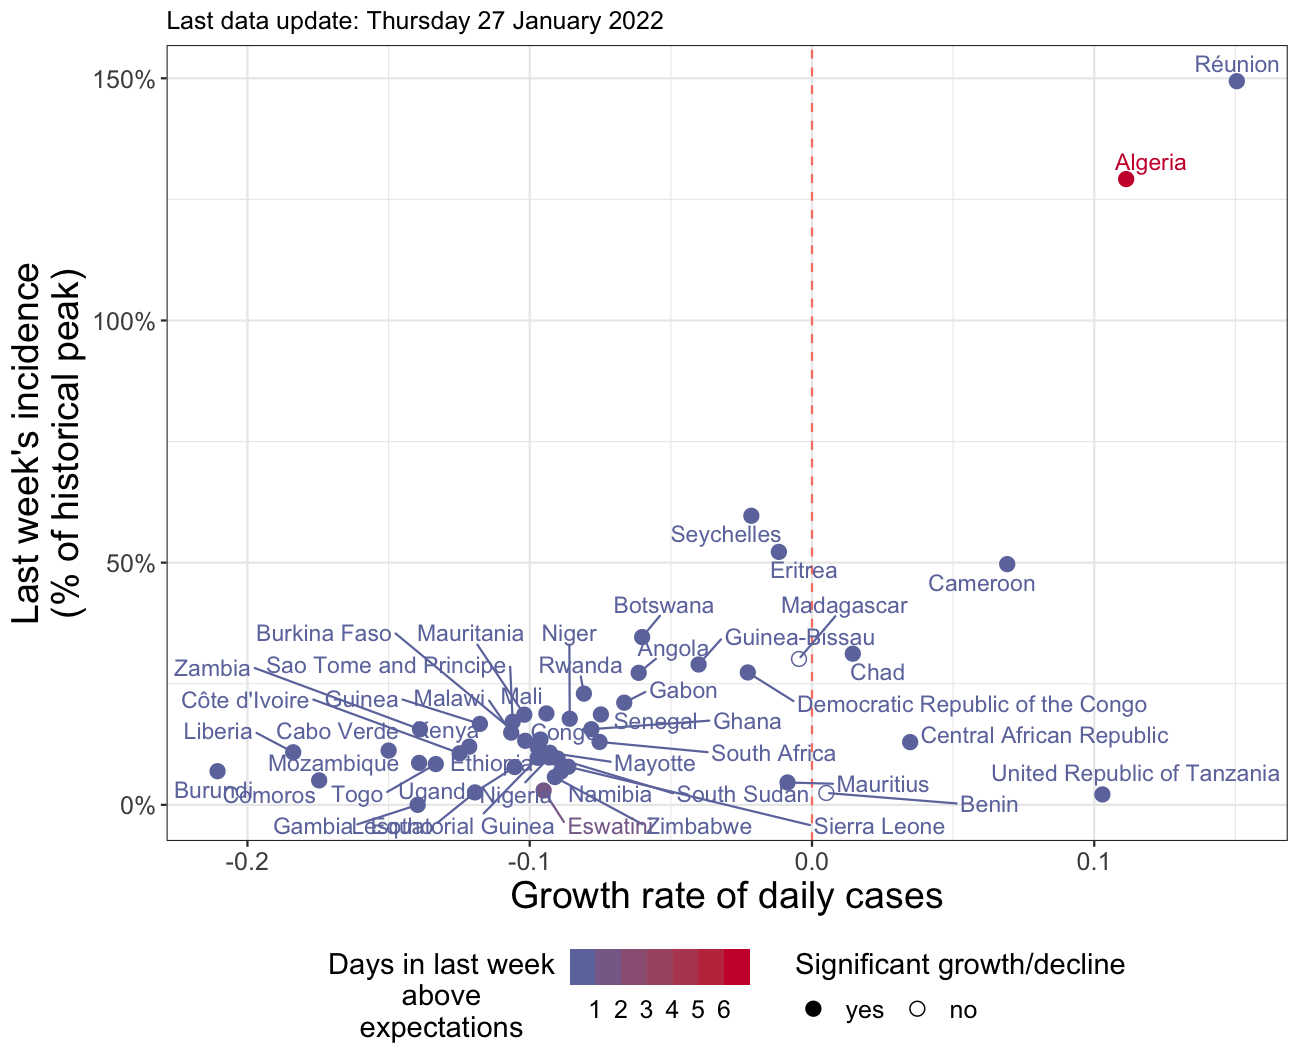 Last data update: Thursday 27 January 2022
Last week's incidence
(% of historical peak)
150%
100%
50%
0%
Réunion
Algeria
Seychelles
Eritrea
Cameroon
Botswana
Madagascar
Burkina Faso
Mauritania
Niger
Guinea-Bissau
Angola
Zambia
Sao Tome and Principe
Rwanda
Chad
Côte d'Ivoire
Guinea
Malawi
Mali
Gabon
Democratic Republic of the Congo
Liberia
Cabo Verde
Kenya
Congo
Senegal
Ghana
Central African Republic
Mozambique
Ethiopia
Mayotte
South Africa
United Republic of Tanzania
Burundi
Comoros
Togo
Uganda
Nigeria
Namibia
South Sudan
Mauritius
Benin
Gambia
Lesotho
Equatorial Guinea
Eswatini
Zimbabwe
Sierra Leone
-0.2
-0.1
0.0
0.1
Growth rate of daily cases
Days in last week
above
expectations
1 2 3 4 5 6
Significant growth/decline
yes
no